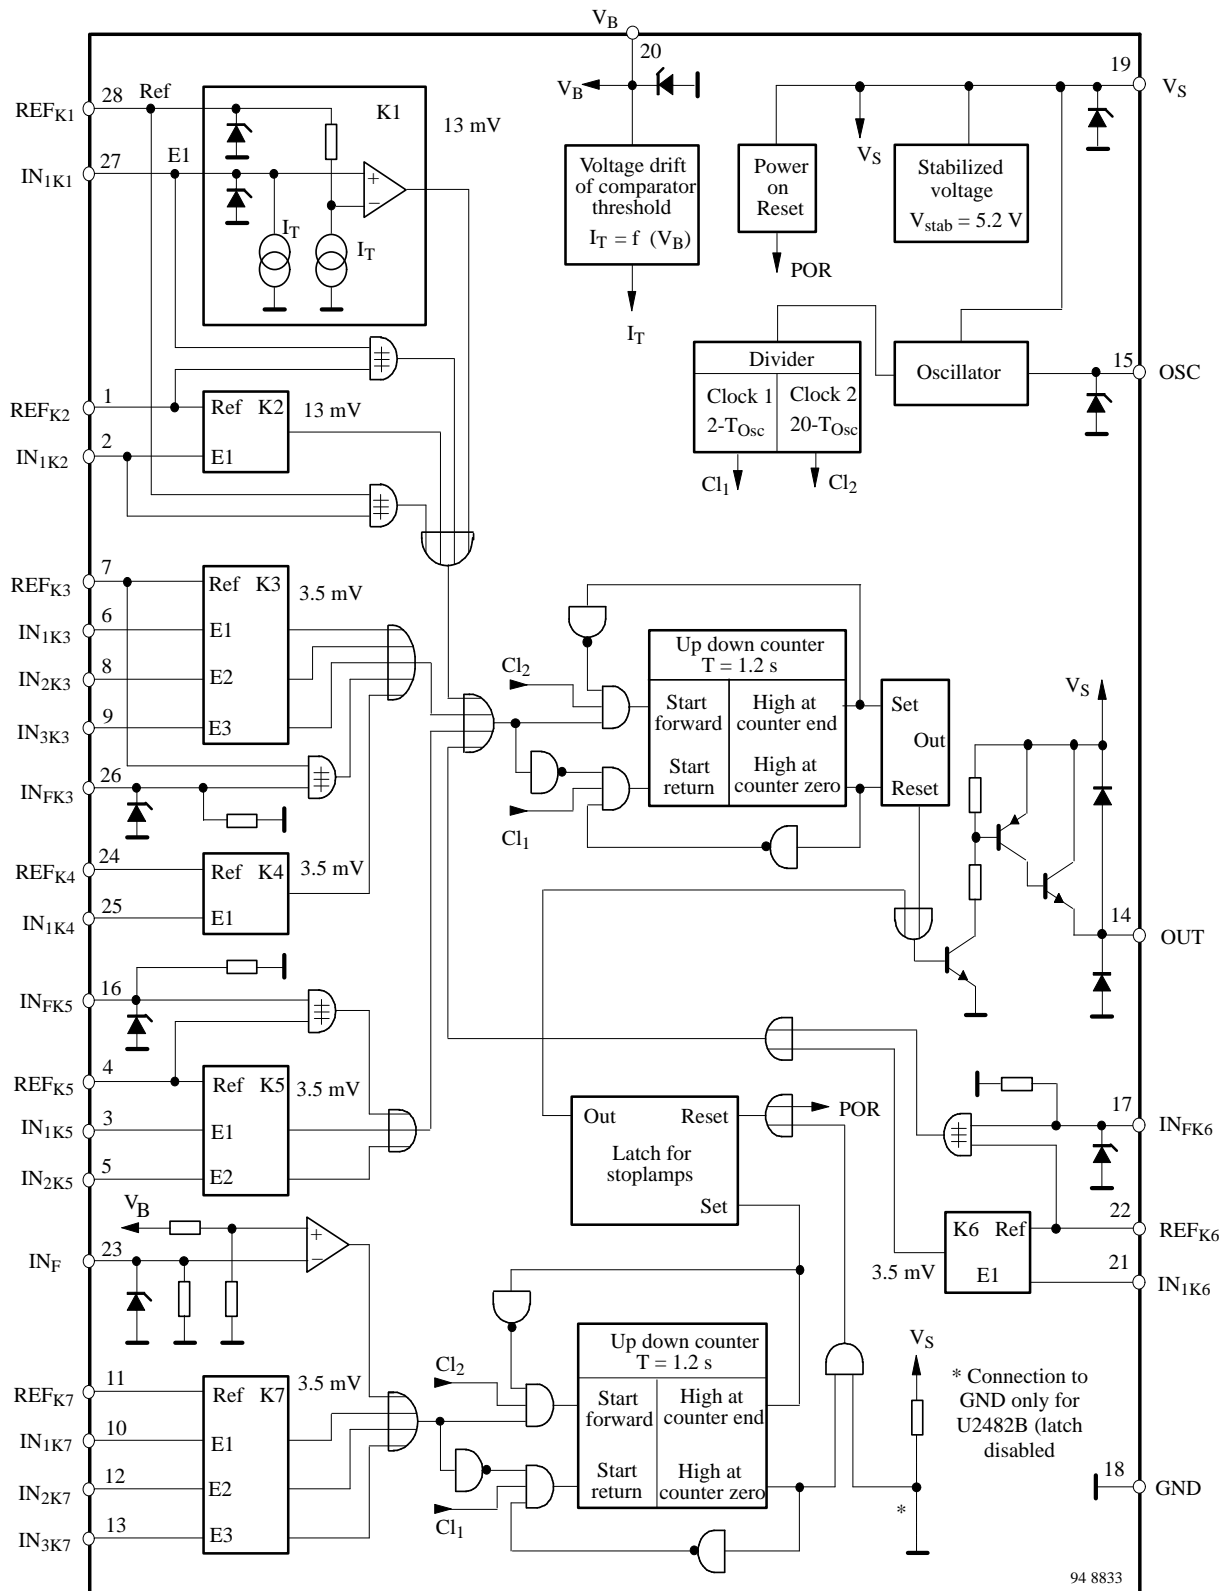 V_B
20
V_B
28
Ref
REF_K1
K1
13 mV
27
E1
IN_1K1
+
−
I_T
I_T
Voltage drift
of comparator
threshold
I_T = f (V_B)
I_T
19
V_S
V_S
Power
on
Reset
POR
Stabilized
voltage
V_stab = 5.2 V
Divider
Clock 1
2-T_Osc
Clock 2
20-T_Osc
Cl_1
Cl_2
Oscillator
15
OSC
1
REF_K2
Ref K2
13 mV
2
IN_1K2
E1
7
REF_K3
Ref K3
3.5 mV
6
IN_1K3
E1
8
IN_2K3
E2
9
IN_3K3
E3
26
IN_FK3
24
REF_K4
Ref K4
3.5 mV
25
IN_1K4
E1
Cl_2
Cl_1
Up down counter
T = 1.2 s
Start
forward
High at
counter end
Start
return
High at
counter zero
Set
Out
Reset
V_S
14
OUT
16
IN_FK5
4
REF_K5
Ref K5
3.5 mV
3
IN_1K5
E1
5
IN_2K5
E2
Out
Reset
Latch for
stoplamps
Set
POR
17
IN_FK6
22
REF_K6
K6 Ref
3.5 mV
E1
21
IN_1K6
V_B
23
IN_F
+
−
11
REF_K7
Ref K7
3.5 mV
10
IN_1K7
E1
12
IN_2K7
E2
13
IN_3K7
E3
Cl_2
Cl_1
Up down counter
T = 1.2 s
Start
forward
High at
counter end
Start
return
High at
counter zero
V_S
*
* Connection to
GND only for
U2482B (latch
disabled
18
GND
94 8833